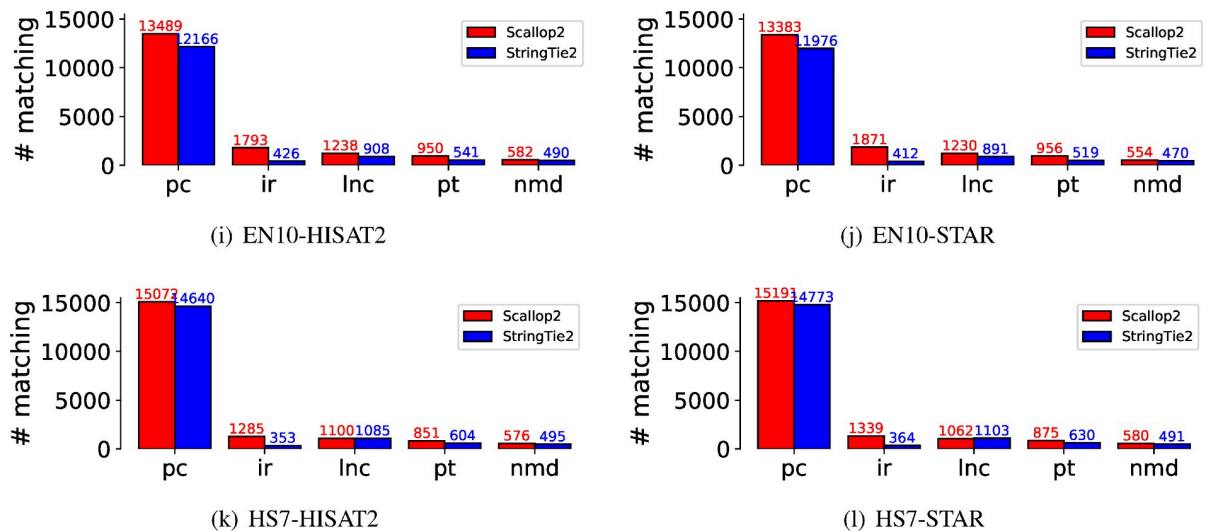 # matching
15000
10000
5000
0
13489
12166
1793
426
1238
908
950
541
582
490
Scallop2
StringTie2
pc ir lnc pt nmd
(i) EN10-HISAT2
# matching
15000
10000
5000
0
13383
11976
1871
412
1230
891
956
519
554
470
Scallop2
StringTie2
pc ir lnc pt nmd
(j) EN10-STAR
# matching
15000
10000
5000
0
15072
14640
1285
353
1100
1085
851
604
576
495
Scallop2
StringTie2
pc ir lnc pt nmd
(k) HS7-HISAT2
# matching
15000
10000
5000
0
15191
14773
1339
364
1062
1103
875
630
580
491
Scallop2
StringTie2
pc ir lnc pt nmd
(l) HS7-STAR